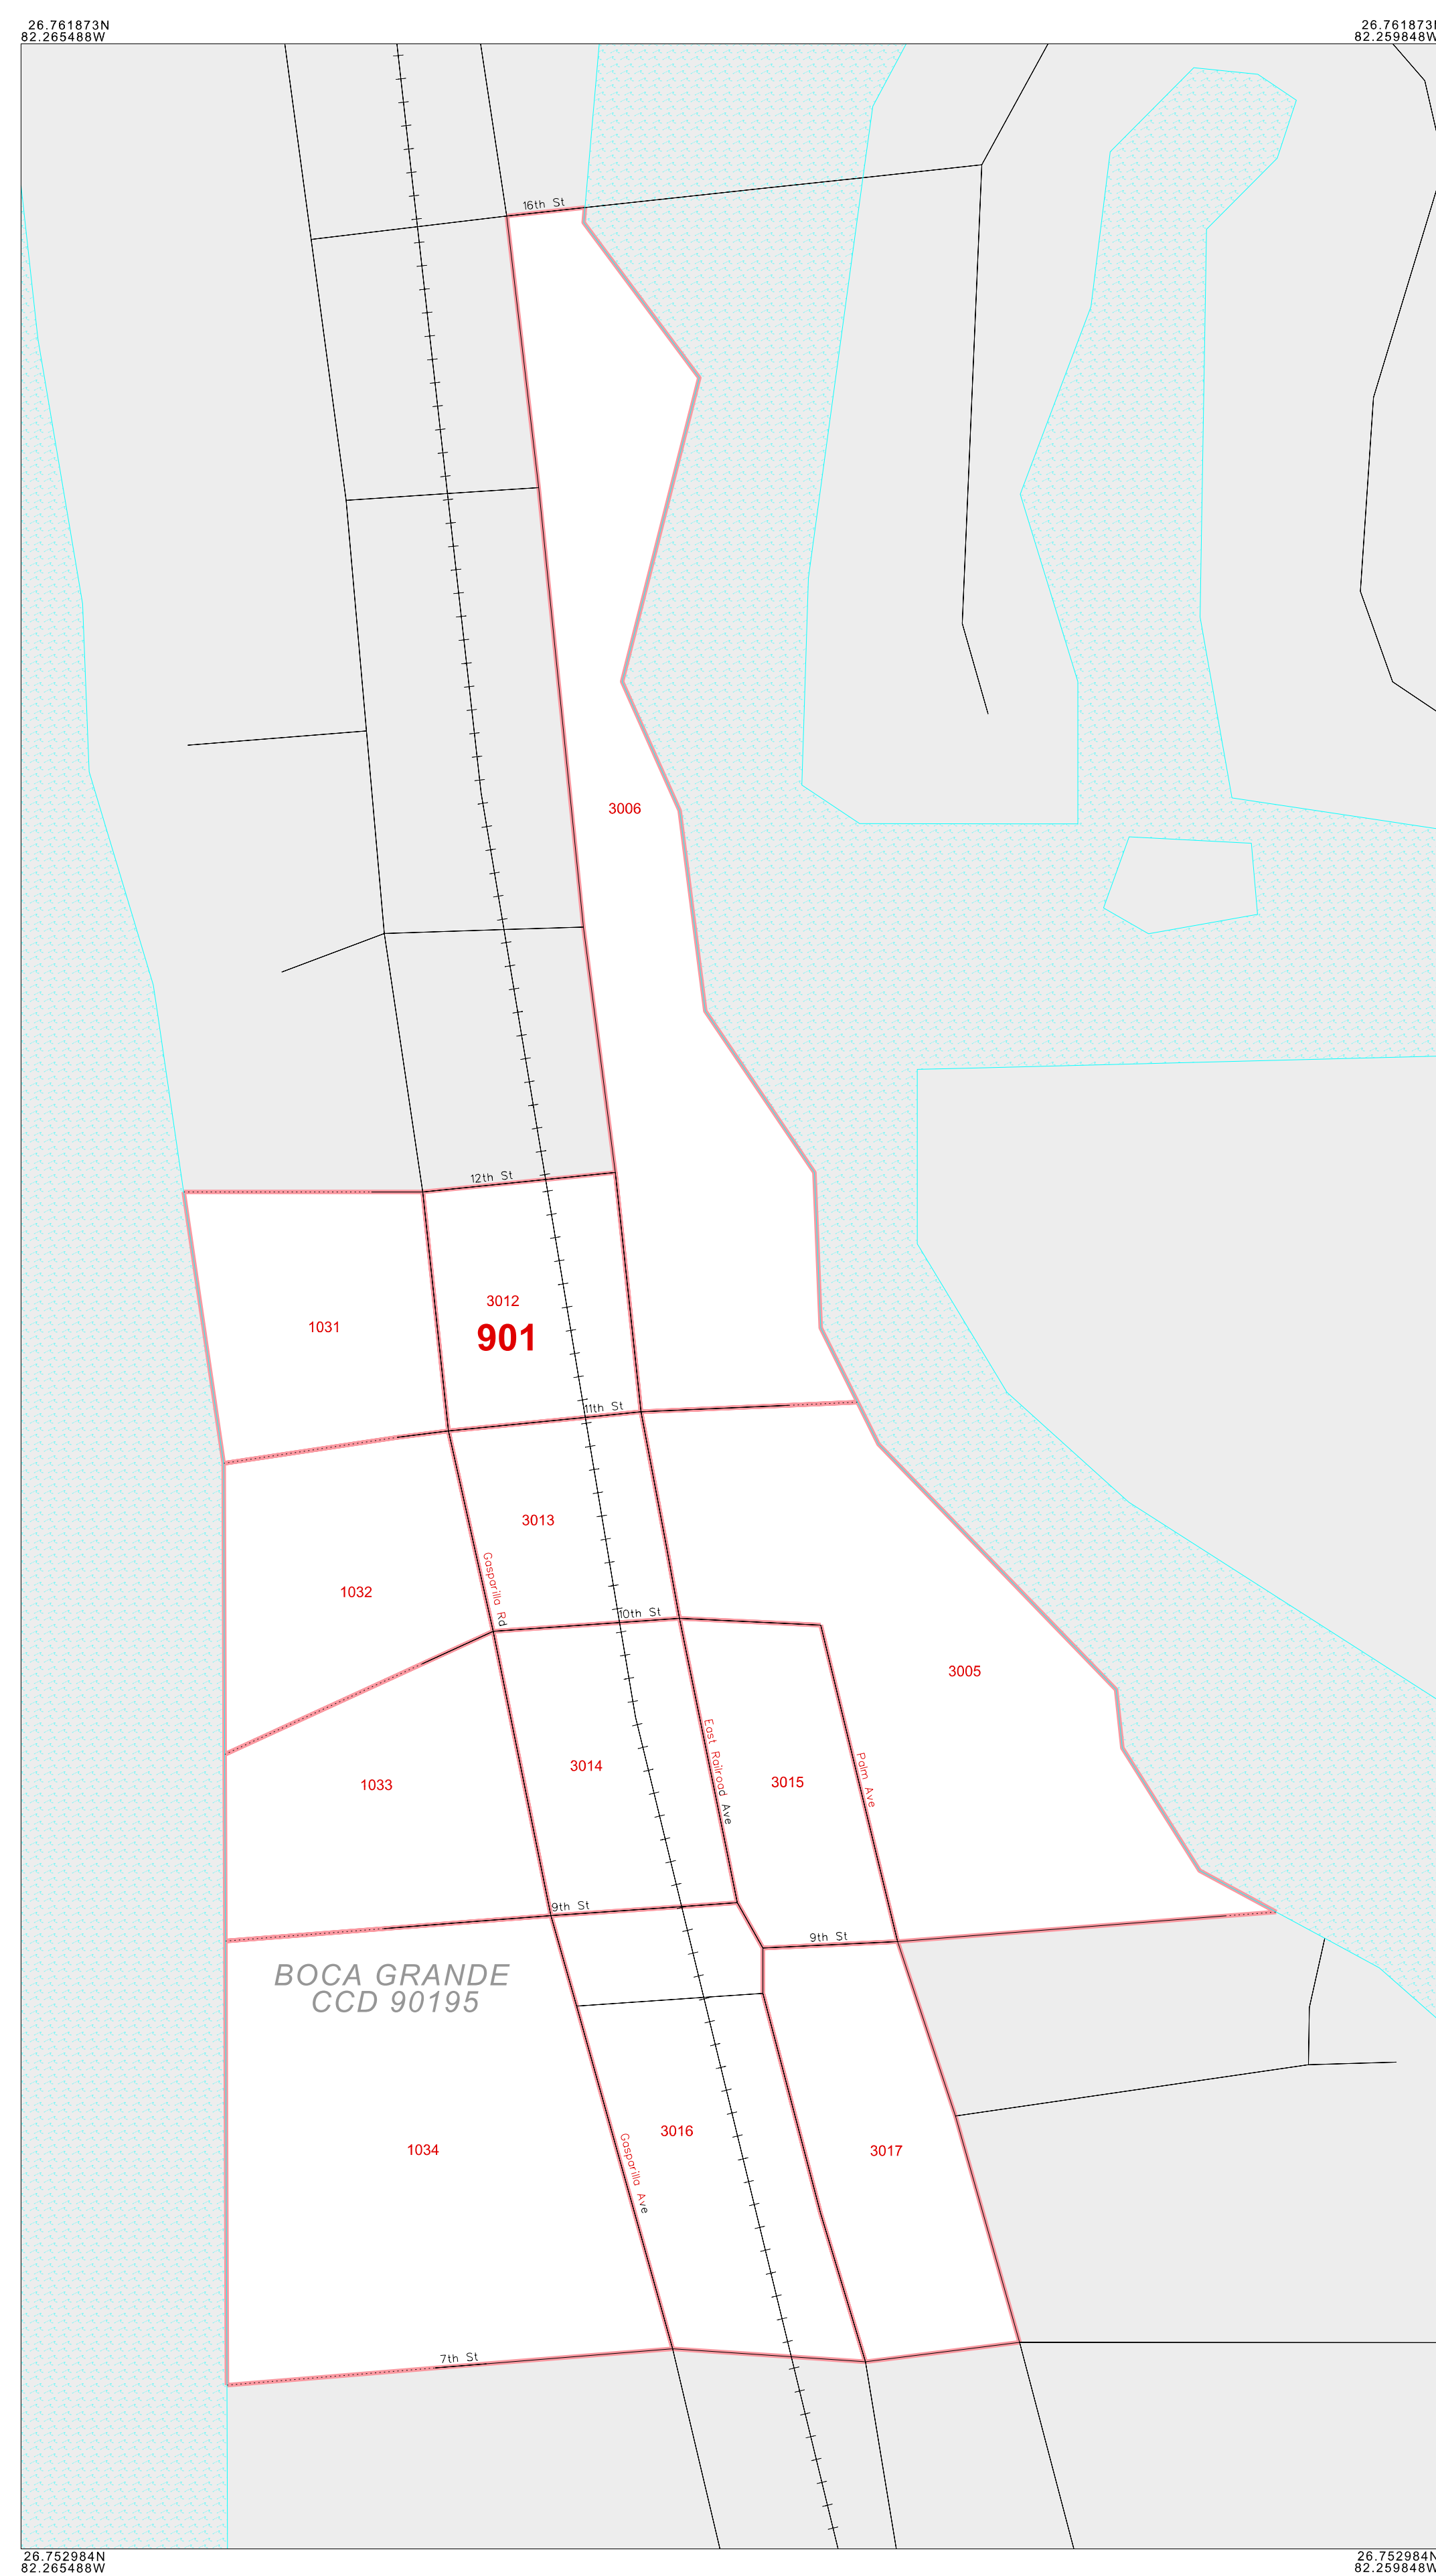 26.761873N
82.265488W
26.761873N
82.259848W
16th St
3006
12th St
3012
901
1031
11th St
3013
Gasparilla Rd
1032
10th St
3005
East Railroad Ave
Palm Ave
3014
3015
1033
9th St
9th St
BOCA GRANDE
CCD 90195
3016
Gasparilla Ave
1034
3017
7th St
26.752984N
82.265488W
26.752984N
82.259848W